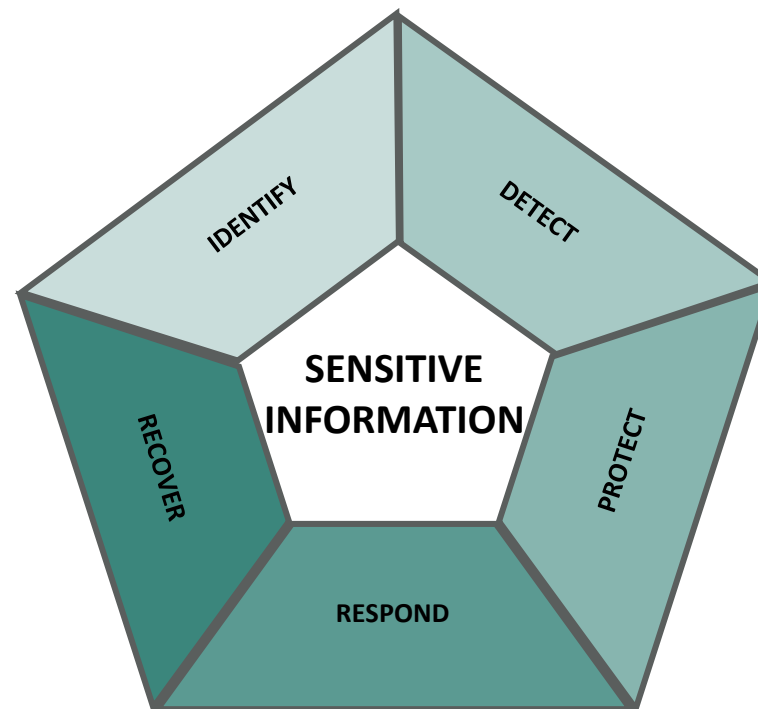 IDENTIFY
DETECT
SENSITIVE
INFORMATION
RECOVER
PROTECT
RESPOND